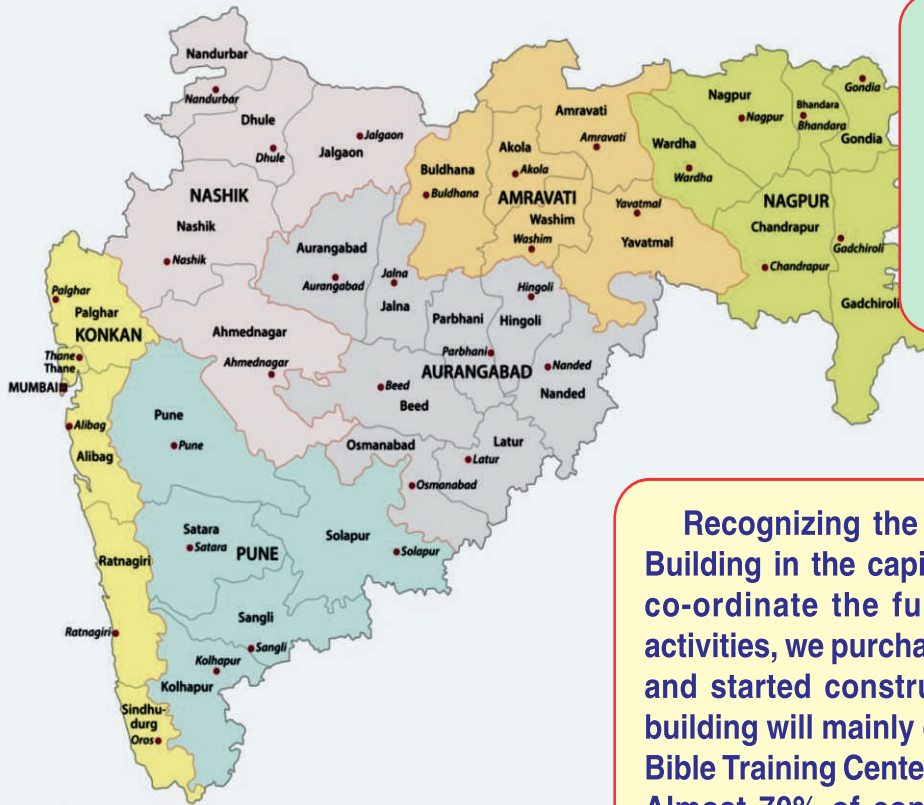 Nandurbar
Nandurbar
Dhule
Dhule
Jalgaon
Jalgaon
NASHIK
Nashik
Nashik
Ahmednagar
Ahmednagar
Buldhana
Buldhana
Akola
Akola
Amravati
Amravati
AMRAVATI
Washim
Washim
Yavatmal
Yavatmal
Nagpur
Nagpur
Bhandara
Bhandara
Gondia
Gondia
Wardha
Wardha
NAGPUR
Chandrapur
Chandrapur
Gadchiroli
Gadchiroli
Aurangabad
Aurangabad
Jalna
Jalna
Parbhani
Parbhani
Hingoli
Hingoli
AURANGABAD
Nanded
Nanded
Beed
Beed
Latur
Latur
Osmanabad
Osmanabad
Palghar
Palghar
KONKAN
Thane
Thane
MUMBAI
Alibag
Alibag
Ratnagiri
Ratnagiri
Sindhu-
durg
Oros
Pune
Pune
Satara
Satara
PUNE
Solapur
Solapur
Sangli
Sangli
Kolhapur
Kolhapur
Recognizing the
Building in the capi
co-ordinate the fu
activities, we purcha
and started constru
building will mainly
Bible Training Cente
Almost 70% of con